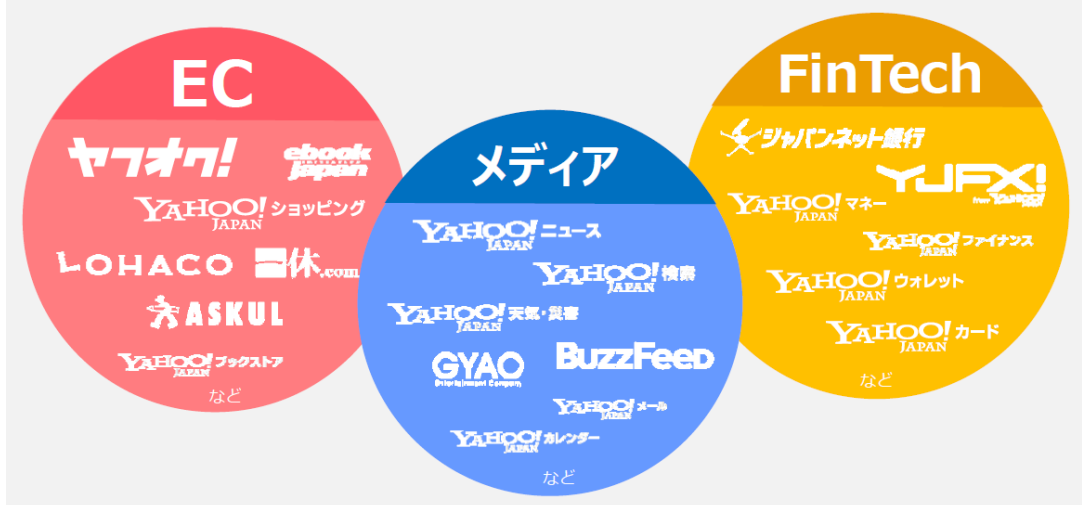 EC
ヤフオク!
ebook
japan
YAHOO! ショッピング
JAPAN
LOHACO
一休.com
ASKUL
YAHOO! ブックストア
JAPAN
など
メディア
YAHOO! ニュース
JAPAN
YAHOO! 検索
JAPAN
YAHOO! 天気・災害
JAPAN
GYAO
Entertainment Company
BuzzFeed
YAHOO! メール
JAPAN
YAHOO! カレンダー
JAPAN
など
FinTech
ジャパンネット銀行
YJFX!
from YAHOO!
JAPAN
YAHOO! マネー
JAPAN
YAHOO! ファイナンス
JAPAN
YAHOO! ウォレット
JAPAN
YAHOO! カード
JAPAN
など